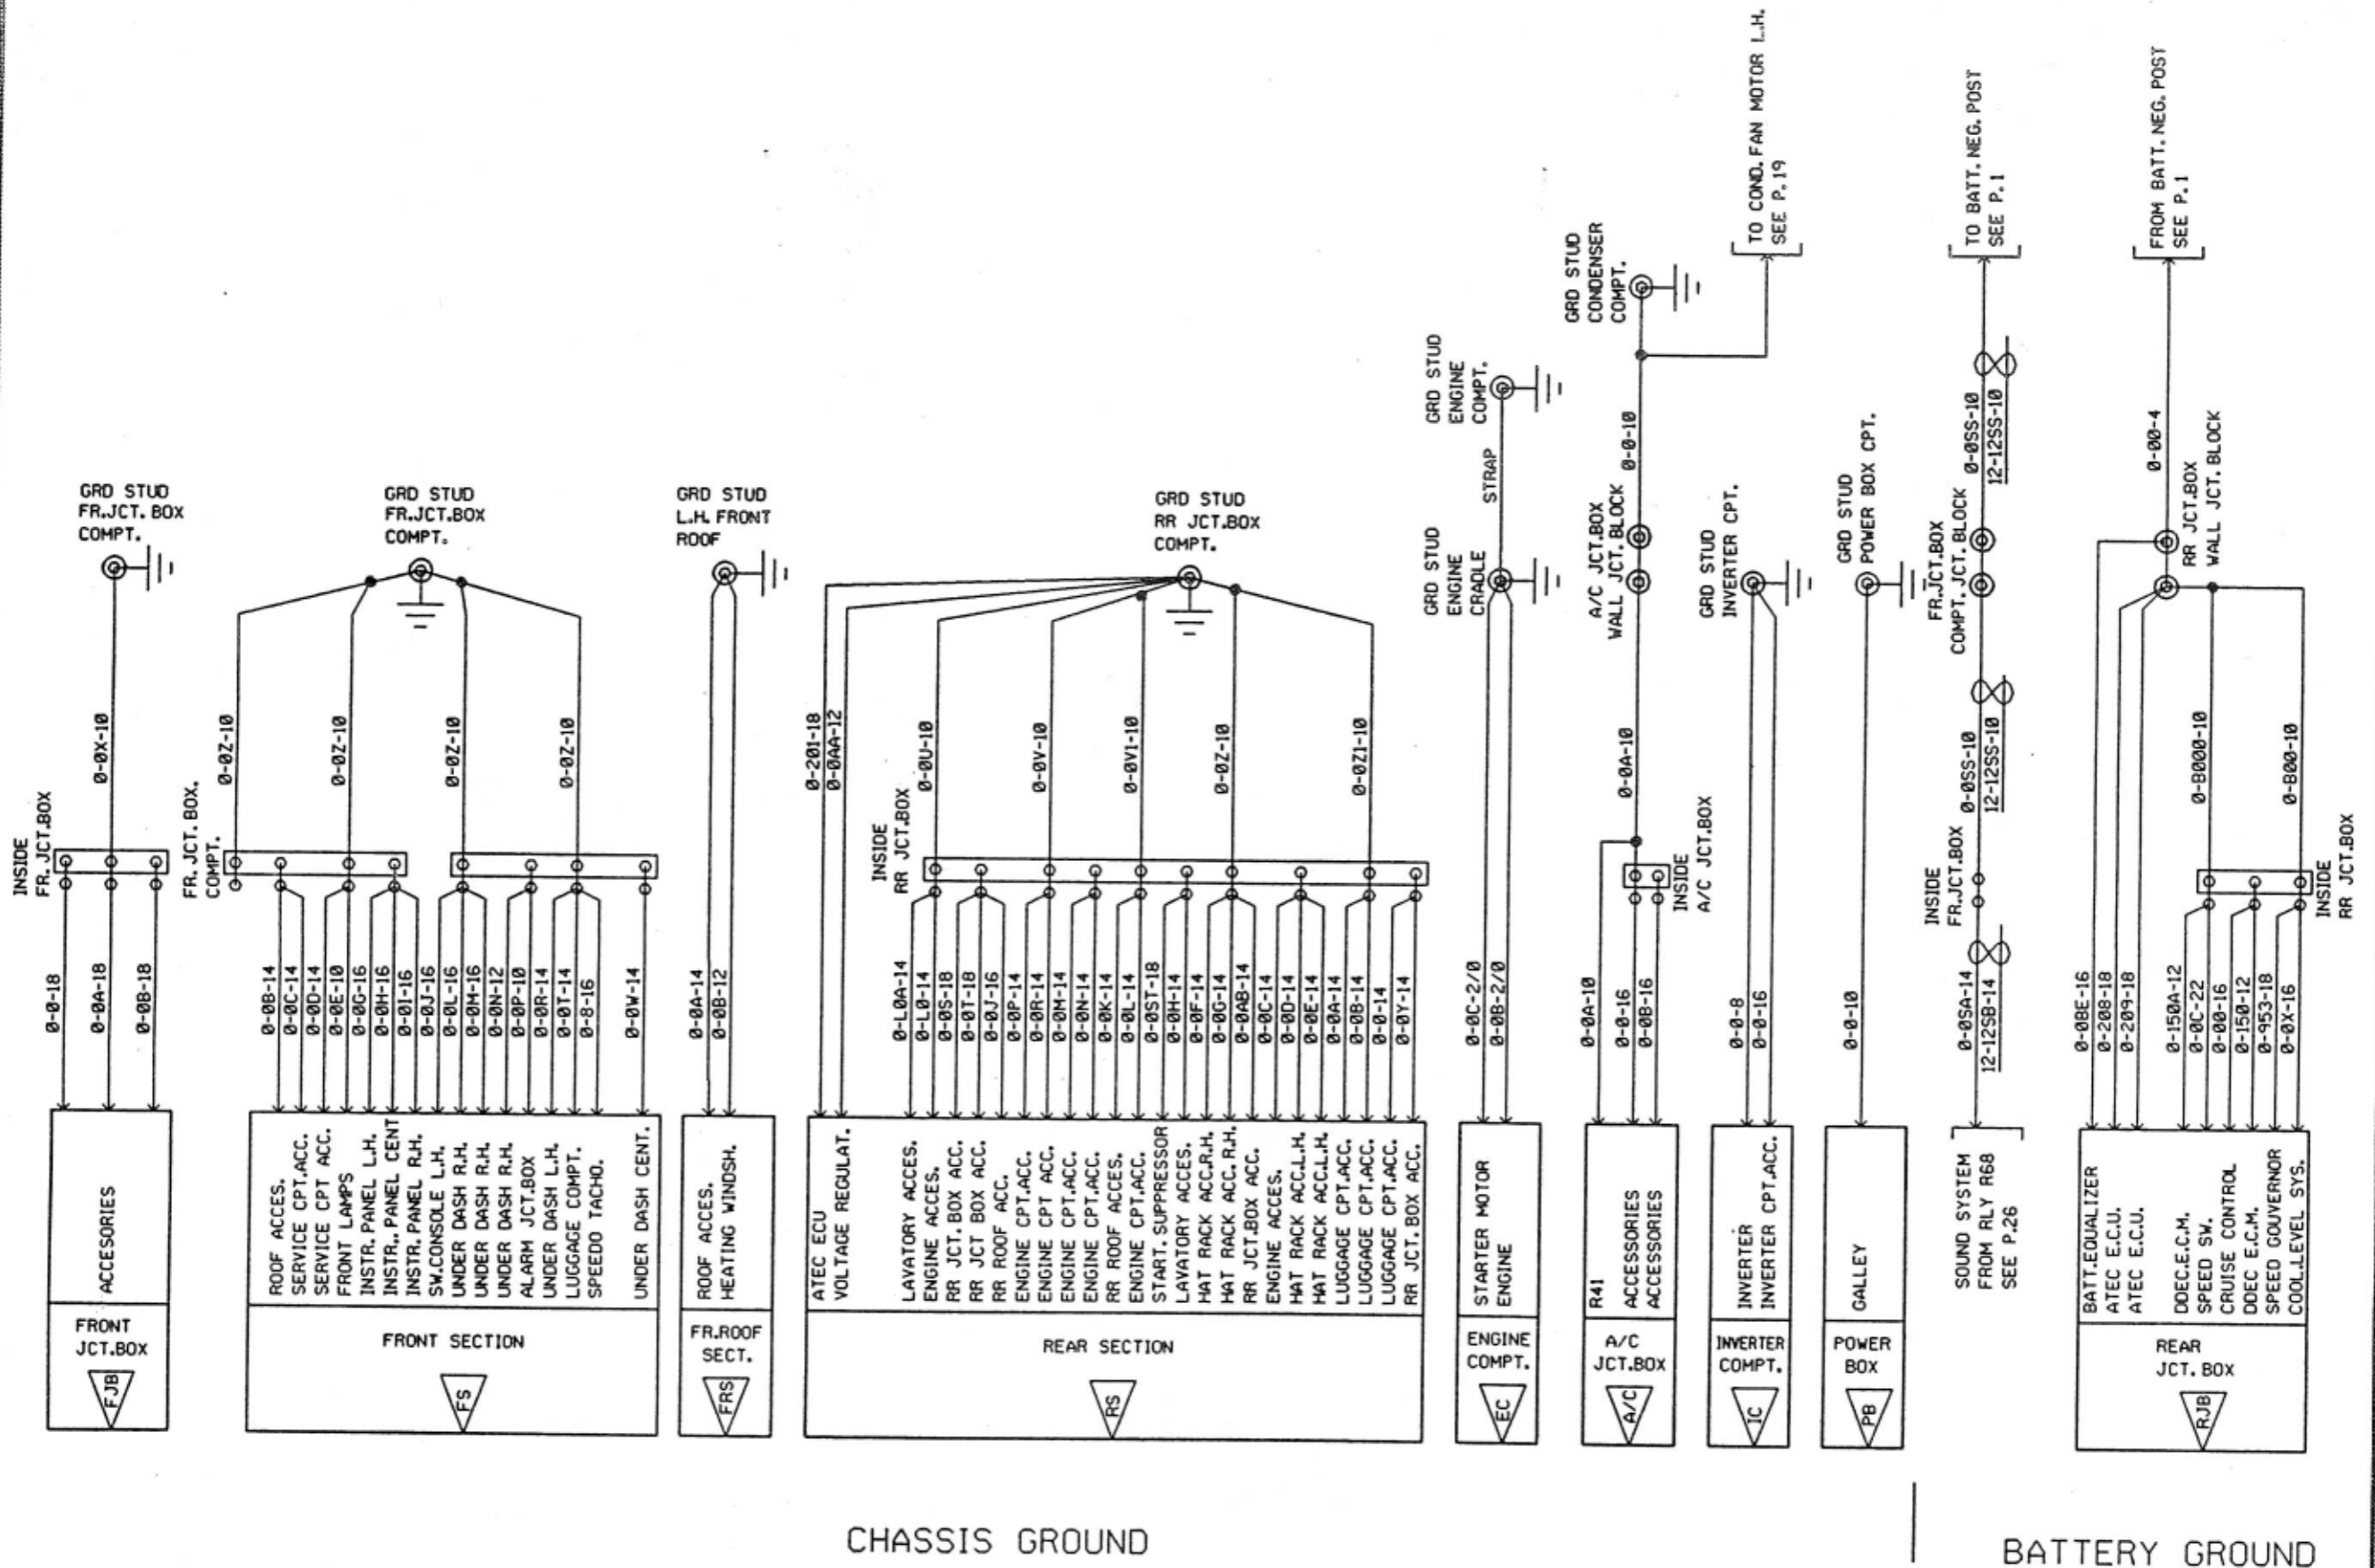 GRD STUD
FR.JCT. BOX
COMPT.
INSIDE
FR. JCT.BOX
0-0X-10
0-0-18
0-0A-18
0-0B-18
ACCESORIES
FRONT
JCT.BOX
FJB
GRD STUD
FR.JCT.BOX
COMPT.
FR. JCT. BOX.
COMPT.
0-0Z-10
0-0Z-10
0-0Z-10
0-0Z-10
0-0B-14
0-0C-14
0-0D-14
0-0E-10
0-0G-16
0-0H-16
0-0I-16
0-0J-16
0-0L-16
0-0M-16
0-0N-12
0-0P-10
0-0R-14
0-0T-14
0-8-16
0-0W-14
ROOF ACCES.
SERVICE CPT.ACC.
SERVICE CPT ACC.
FRONT LAMPS
INSTR. PANEL L.H.
INSTR.. PANEL CENT
INSTR. PANEL R.H.
SW.CONSOLE L.H.
UNDER DASH R.H.
UNDER DASH R.H.
UNDER DASH R.H.
ALARM JCT.BOX
UNDER DASH L.H.
LUGGAGE COMPT.
SPEEDO TACHO.
UNDER DASH CENT.
FRONT SECTION
FS
GRD STUD
L.H. FRONT
ROOF
0-0A-14
0-0B-12
ROOF ACCES.
HEATING WINDSH.
FR.ROOF
SECT.
FRS
GRD STUD
RR JCT.BOX
COMPT.
0-201-18
0-0AA-12
INSIDE
RR JCT.BOX
0-0U-10
0-0V-10
0-0V1-10
0-0Z-10
0-0Z1-10
0-L0A-14
0-L0-14
0-0S-18
0-0T-18
0-0J-16
0-0P-14
0-0R-14
0-0M-14
0-0N-14
0-0K-14
0-0L-14
0-0ST-18
0-0H-14
0-0F-14
0-0G-14
0-0AB-14
0-0C-14
0-0D-14
0-0E-14
0-0A-14
0-0B-14
0-0-14
0-0Y-14
ATEC ECU
VOLTAGE REGULAT.
LAVATORY ACCES.
ENGINE ACCES.
RR JCT. BOX ACC.
RR JCT BOX ACC.
RR ROOF ACC.
ENGINE CPT.ACC.
ENGINE CPT ACC.
ENGINE CPT.ACC.
ENGINE CPT.ACC.
RR ROOF ACCES.
ENGINE CPT.ACC.
START. SUPPRESSOR
LAVATORY ACCES.
HAT RACK ACC.R.H.
HAT RACK ACC. R.H.
RR JCT.BOX ACC.
ENGINE ACCES.
HAT RACK ACC.L.H.
HAT RACK ACC.L.H.
LUGGAGE CPT.ACC.
LUGGAGE CPT.ACC.
LUGGAGE CPT.ACC.
RR JCT. BOX ACC.
REAR SECTION
RS
GRD STUD
ENGINE
COMPT.
STRAP
GRD STUD
ENGINE
CRADLE
0-0C-2/0
0-0B-2/0
STARTER MOTOR
ENGINE
ENGINE
COMPT.
EC
GRD STUD
CONDENSER
COMPT.
TO COND. FAN MOTOR L.H.
SEE P.19
0-0-10
A/C JCT.BOX
WALL JCT. BLOCK
0-0A-10
INSIDE
A/C JCT.BOX
0-0A-10
0-0-16
0-0B-16
R41
ACCESSORIES
ACCESSORIES
A/C
JCT.BOX
A/C
GRD STUD
INVERTER CPT.
0-0-8
0-0-16
INVERTER
INVERTER CPT.ACC.
INVERTER
COMPT.
IC
GRD STUD
POWER BOX CPT.
0-0-10
GALLEY
POWER
BOX
PB
TO BATT. NEG. POST
SEE P.1
0-0SS-10
12-12SS-10
FR.JCT.BOX
COMPT. JCT. BLOCK
0-0SS-10
12-12SS-10
INSIDE
FR.JCT.BOX
0-0SA-14
12-12SB-14
SOUND SYSTEM
FROM RLY R68
SEE P.26
FROM BATT. NEG. POST
SEE P.1
0-00-4
RR JCT.BOX
WALL JCT. BLOCK
0-B000-10
0-B00-10
INSIDE
RR JCT.BOX
0-0BE-16
0-208-18
0-209-18
0-150A-12
0-0C-22
0-00-16
0-150-12
0-953-18
0-0X-16
BATT.EQUALIZER
ATEC E.C.U.
ATEC E.C.U.
DDEC.E.C.M.
SPEED SW.
CRUISE CONTROL
DDEC E.C.M.
SPEED GOUVERNOR
COOL.LEVEL SYS.
REAR
JCT. BOX
RJB
CHASSIS GROUND
BATTERY GROUND